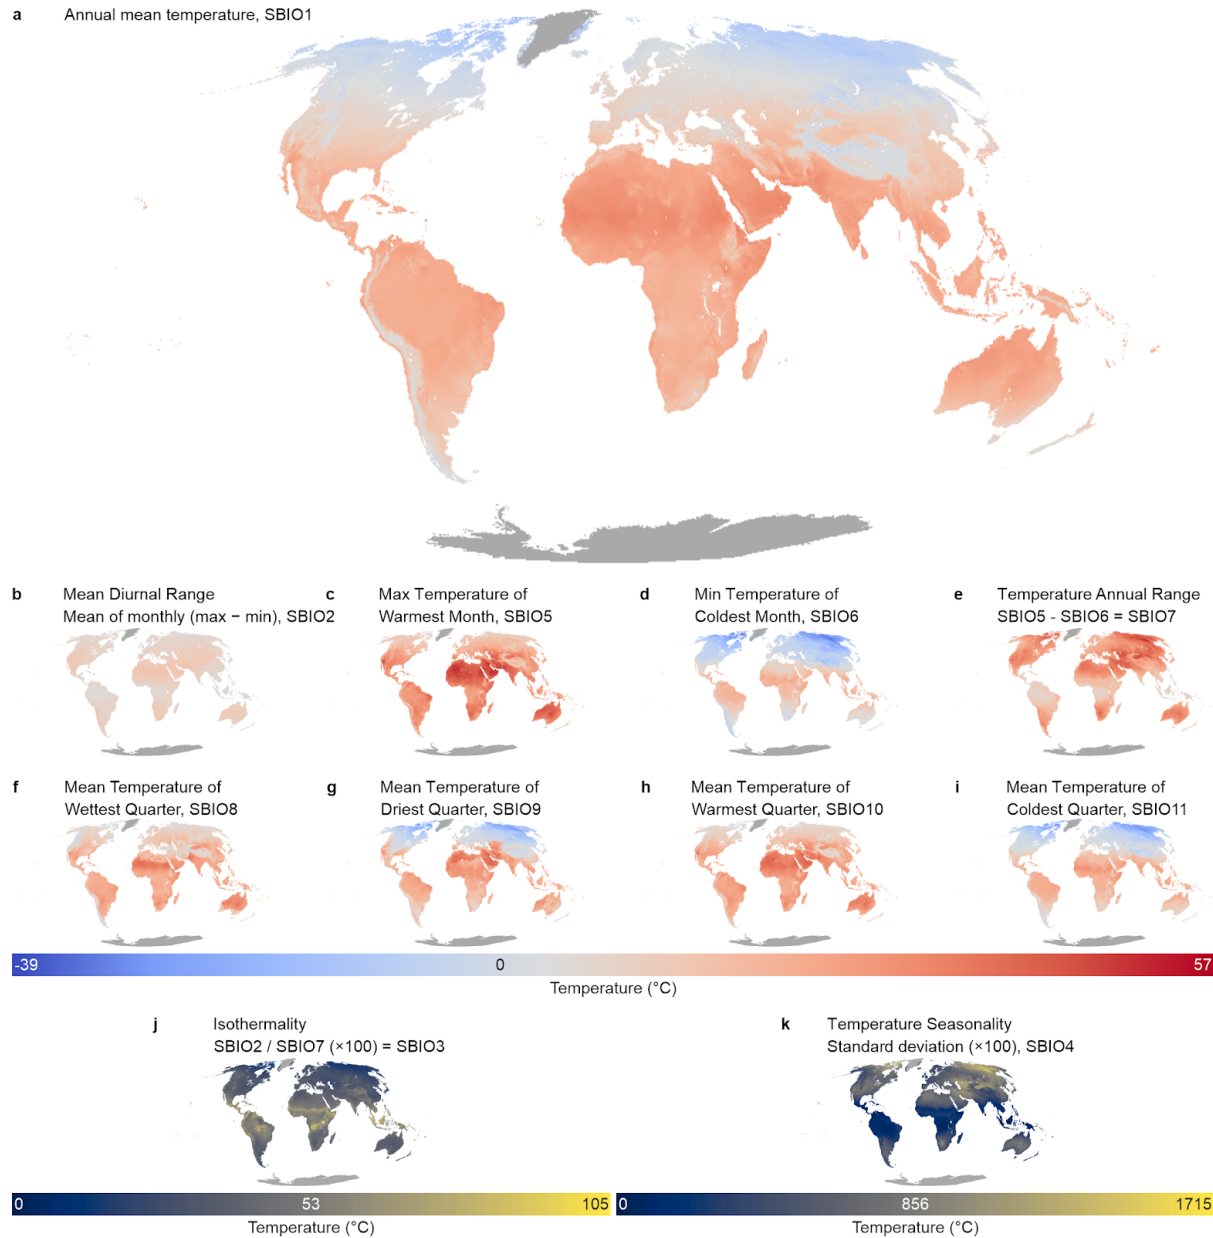 a Annual mean temperature, SBIO1
b Mean Diurnal Range
Mean of monthly (max − min), SBIO2
c Max Temperature of
Warmest Month, SBIO5
d Min Temperature of
Coldest Month, SBIO6
e Temperature Annual Range
SBIO5 - SBIO6 = SBIO7
f Mean Temperature of
Wettest Quarter, SBIO8
g Mean Temperature of
Driest Quarter, SBIO9
h Mean Temperature of
Warmest Quarter, SBIO10
i Mean Temperature of
Coldest Quarter, SBIO11
-39 0 57
Temperature (°C)
j Isothermality
SBIO2 / SBIO7 (×100) = SBIO3
k Temperature Seasonality
Standard deviation (×100), SBIO4
0 53 105
Temperature (°C)
0 856 1715
Temperature (°C)